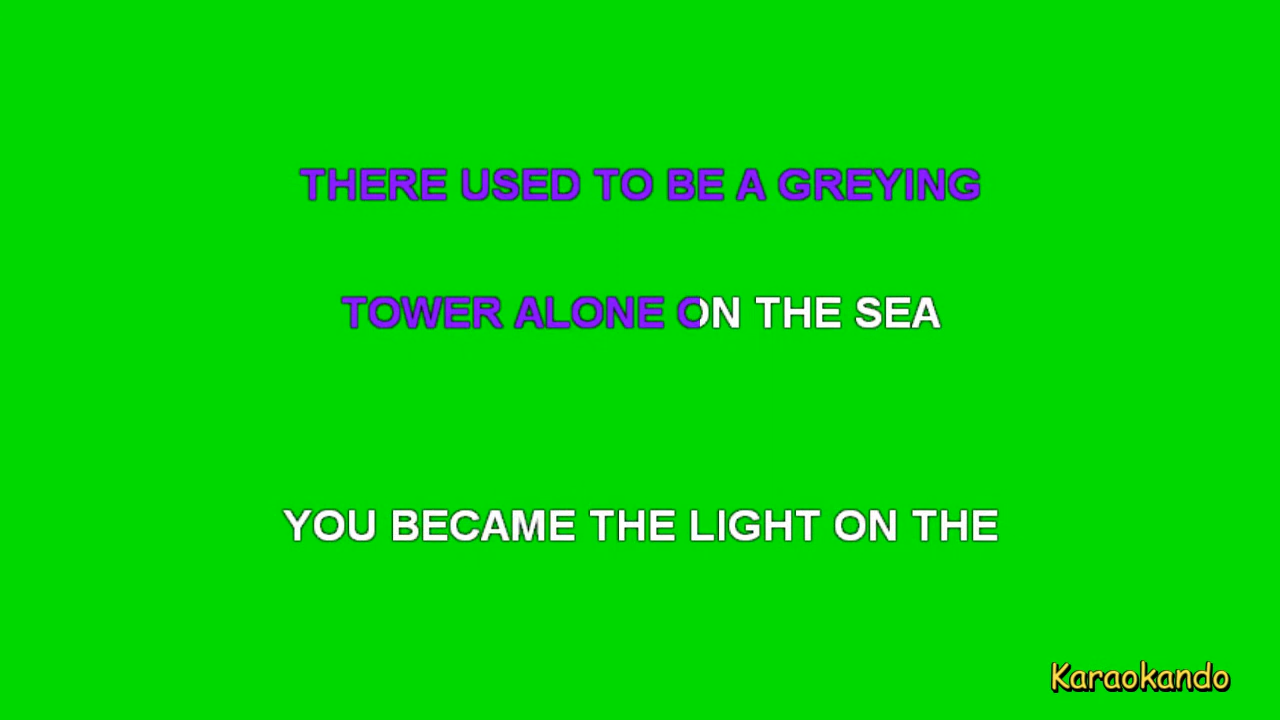 THERE USED TO BE A GREYING
TOWER ALONE ON THE SEA
YOU BECAME THE LIGHT ON THE
Karaokando